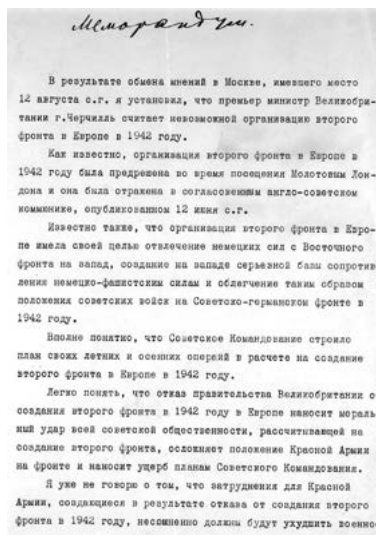 Меморандум.
В результате обмена мнений в Москве, имевшего место
12 августа с.г. я установил, что премьер министр Великобри-
тании г.Черчилль считает невозможной организацию второго
фронта в Европе в 1942 году.
Как известно, организация второго фронта в Европе в
1942 году была предрешена во время посещения Молотовым Лон-
дона и она была отражена в согласованном англо-советском
коммюнике, опубликованном 12 июня с.г.
Известно также, что организация второго фронта в Евро-
пе имела своей целью отвлечение немецких сил с Восточного
фронта на запад, создание на западе серьезной базы сопротив
ления немецко-фашистским силам и облегчение таким образом
положения советских войск на Советско-германском фронте в
1942 году.
Вполне понятно, что Советское Командование строило
план своих летних и осенних операций в расчете на создание
второго фронта в Европе в 1942 году.
Легко понять, что отказ правительства Великобритании о
создания второго фронта в 1942 году в Европе наносит мораль
ный удар всей советской общественности, рассчитывающей на
создание второго фронта, осложняет положение Красной Армии
на фронте и наносит ущерб планам Советского Командования.
Я уже не говорю о том, что затруднения для Красной
Армии, создающиеся в результате отказа от создания второго
фронта в 1942 году, несомненно должны будут ухудшить военно